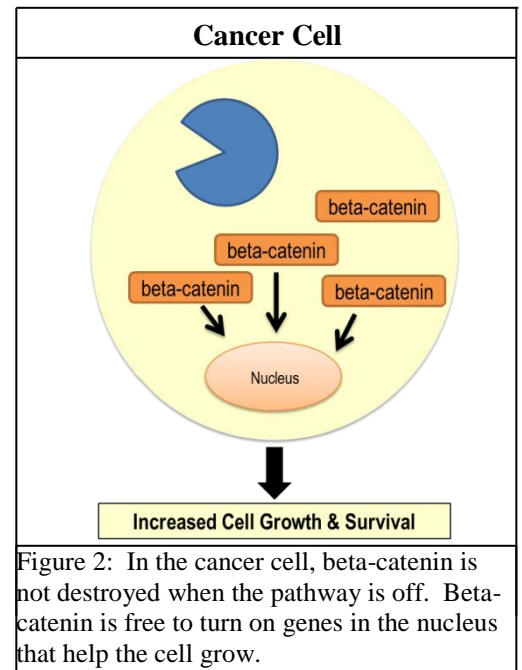 Cancer Cell
beta-catenin
beta-catenin
beta-catenin
beta-catenin
Nucleus
Increased Cell Growth & Survival
Figure 2:  In the cancer cell, beta-catenin is
not destroyed when the pathway is off.  Beta-
catenin is free to turn on genes in the nucleus
that help the cell grow.